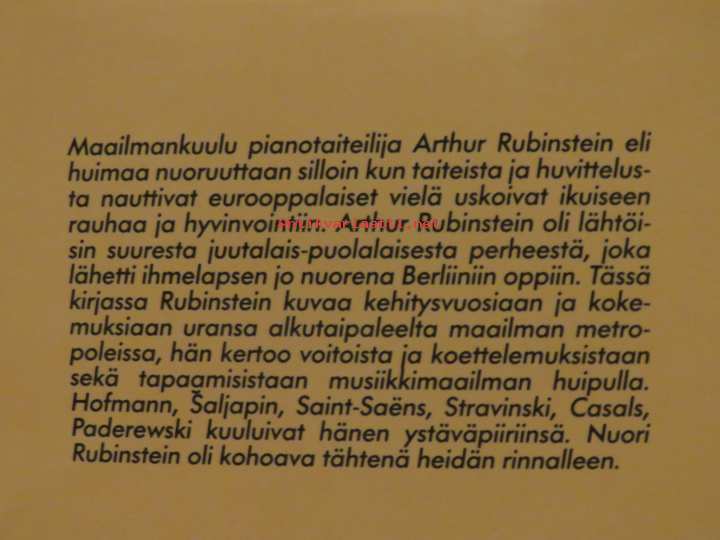 Maailmankuulu pianotaiteilija Arthur Rubinstein eli
huimaa nuoruuttaan silloin kun taiteista ja huvittelus-
ta nauttivat eurooppalaiset vielä uskoivat ikuiseen
rauhaa ja hyvinvointiin. Arthur Rubinstein oli lähtöi-
sin suuresta juutalais-puolalaisesta perheestä, joka
lähetti ihmelapsen jo nuorena Berliiniin oppiin. Tässä
kirjassa Rubinstein kuvaa kehitysvuosiaan ja koke-
muksiaan uransa alkutaipaleelta maailman metro-
poleissa, hän kertoo voitoista ja koettelemuksistaan
sekä tapaamisistaan musiikkimaailman huipulla.
Hofmann, Šaljapin, Saint-Saëns, Stravinski, Casals,
Paderewski kuuluivat hänen ystäväpiiriinsä. Nuori
Rubinstein oli kohoava tähtenä heidän rinnalleen.